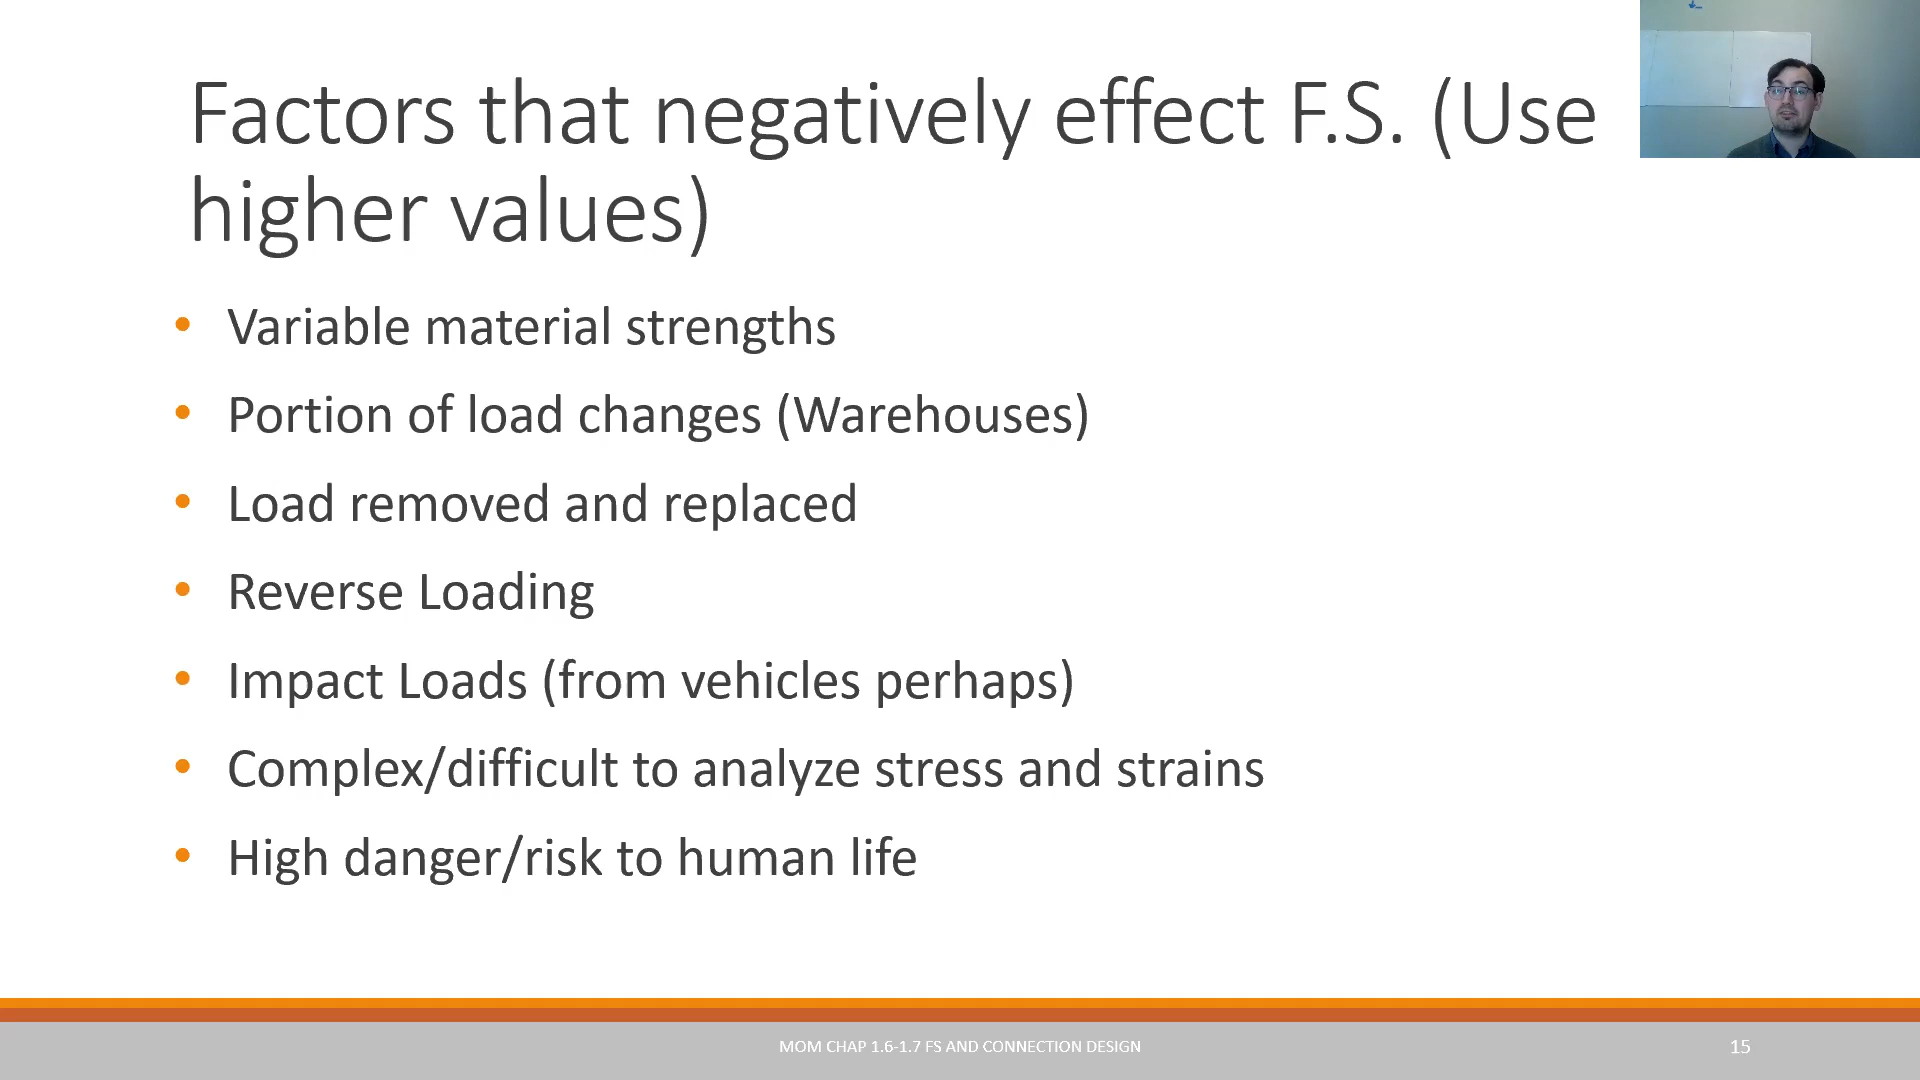 Factors that negatively effect F.S. (Use
higher values)
• Variable material strengths
• Portion of load changes (Warehouses)
• Load removed and replaced
• Reverse Loading
• Impact Loads (from vehicles perhaps)
• Complex/difficult to analyze stress and strains
• High danger/risk to human life
MOM CHAP 1.6-1.7 FS AND CONNECTION DESIGN
15